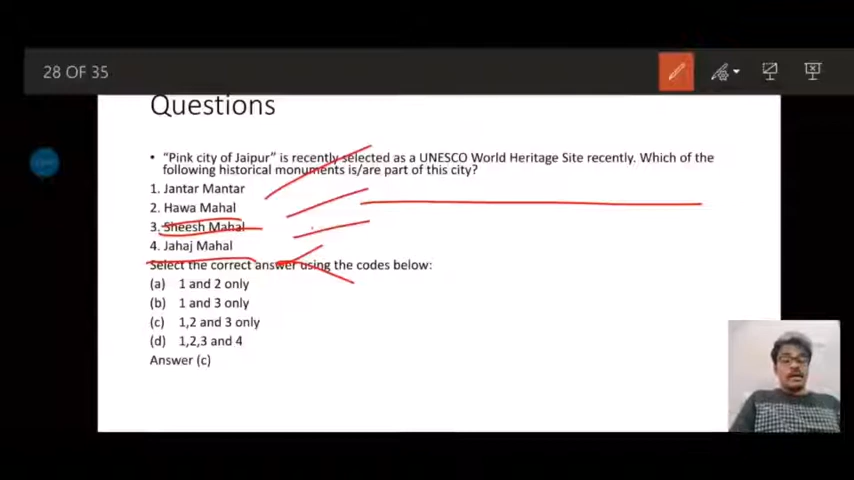 28 OF 35
Questions
• "Pink city of Jaipur" is recently selected as a UNESCO World Heritage Site recently. Which of the
following historical monuments is/are part of this city?
1. Jantar Mantar
2. Hawa Mahal
3. Sheesh Mahal
4. Jahaj Mahal
Select the correct answer using the codes below:
(a) 1 and 2 only
(b) 1 and 3 only
(c) 1,2 and 3 only
(d) 1,2,3 and 4
Answer (c)